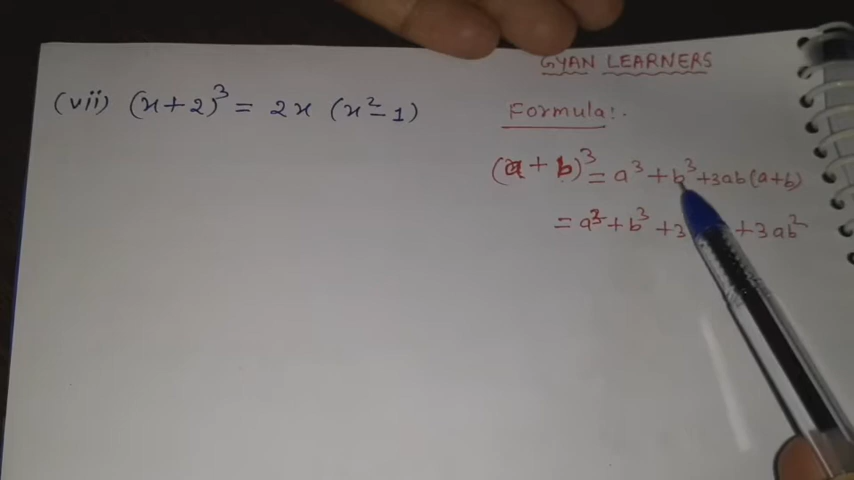 GYAN LEARNERS
(vii) (x+2)³ = 2x (x²-1)
Formula:.
(a + b)³ = a³ + b³ +3ab(a+b)
= a³ + b³ + 3 + 3ab²